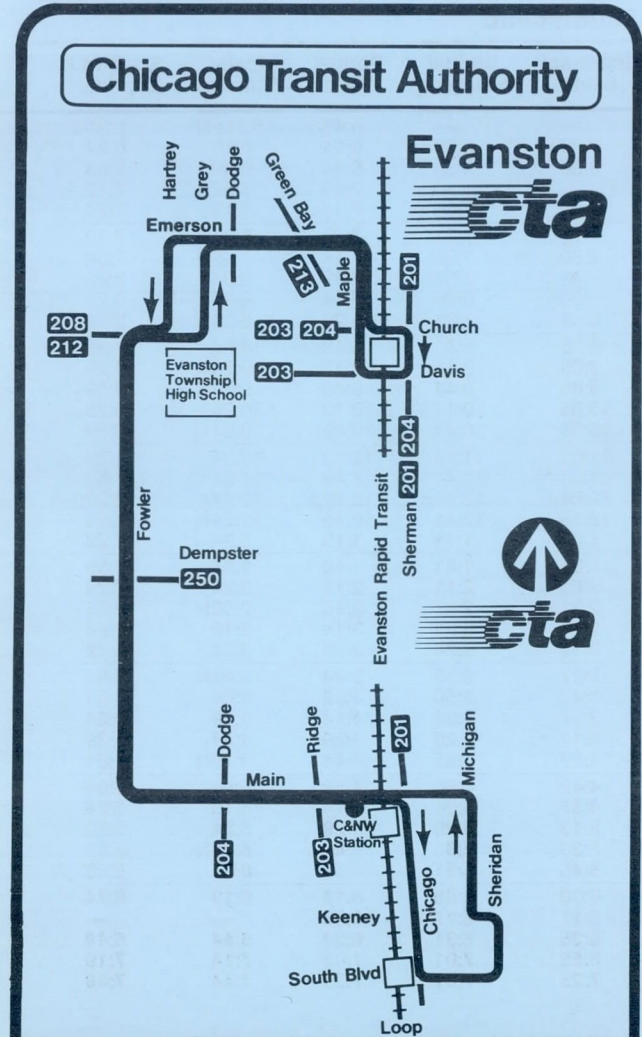 Chicago Transit Authority
Evanston
cta
Hartrey
Grey
Dodge
Green Bay
Emerson
213
Maple
201
208
212
203 204
Church
203
Davis
Evanston
Township
High School
Sherman 201 204
Evanston Rapid Transit
Fowler
Dempster
250
cta
Dodge
Ridge
201
Michigan
Main
C&NW
Station
204
203
Chicago
Sheridan
Keeney
South Blvd
Loop